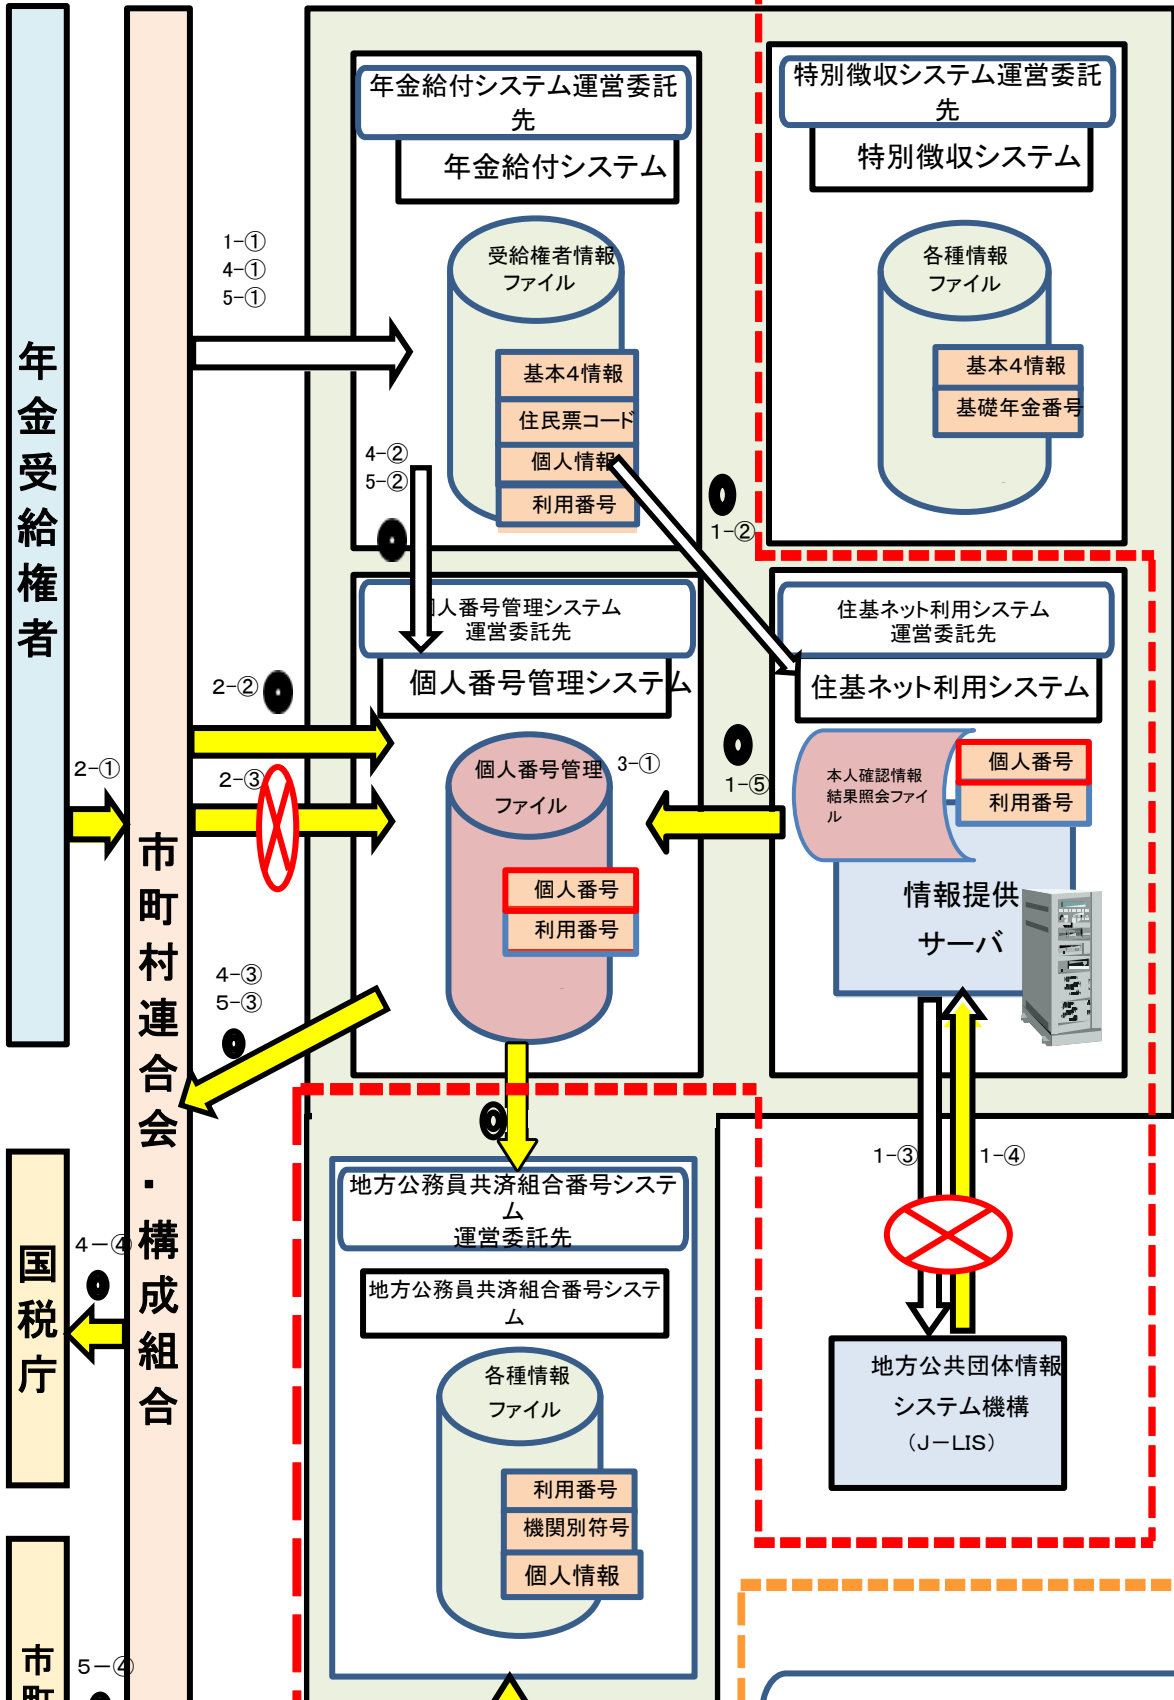 年金受給権者
市町村連合会・構成組合
国税庁
市町
年金給付システム運営委託
先
年金給付システム
受給権者情報
ファイル
基本4情報
住民票コード
個人情報
利用番号
特別徴収システム運営委託
先
特別徴収システム
各種情報
ファイル
基本4情報
基礎年金番号
1-①
4-①
5-①
4-②
5-②
1-②
人番号管理システム
運営委託先
個人番号管理システム
個人番号管理
ファイル
個人番号
利用番号
3-①
住基ネット利用システム
運営委託先
住基ネット利用システム
本人確認情報
結果照会ファイ
ル
個人番号
利用番号
情報提供
サーバ
2-②
2-①
2-③
1-⑤
4-③
5-③
1-③
1-④
地方公務員共済組合番号システ
ム
運営委託先
地方公務員共済組合番号システ
ム
各種情報
ファイル
利用番号
機関別符号
個人情報
地方公共団体情報
システム機構
(J-LIS)
4-④
5-④